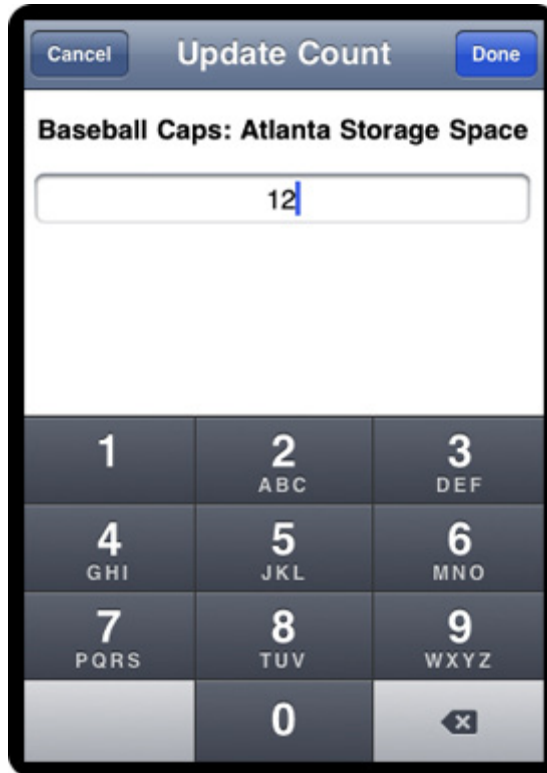 Cancel Update Count Done
Baseball Caps: Atlanta Storage Space
12
1 2 3
ABC DEF
4 5 6
GHI JKL MNO
7 8 9
PQRS TUV WXYZ
0